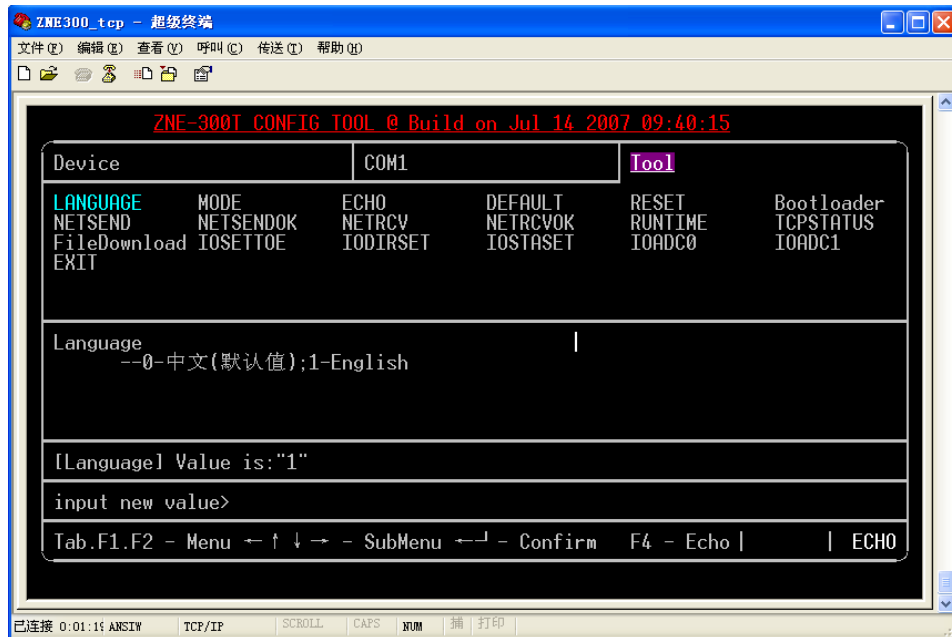 ZNE300_tcp - 超级终端
文件(F) 编辑(E) 查看(V) 呼叫(C) 传送(T) 帮助(H)
ZNE-300T CONFIG TOOL @ Build on Jul 14 2007 09:40:15
Device COM1 Tool
LANGUAGE MODE ECHO DEFAULT RESET Bootloader
NETSEND NETSENDOK NETRCV NETRCVOK RUNTIME TCPSTATUS
FileDownload IOSETTOE IODIRSET IOSTASET IOADC0 IOADC1
EXIT
Language
--0-中文(默认值);1-English
[Language] Value is:"1"
input new value>
Tab.F1.F2 - Menu ←↑↓→ - SubMenu ←┘ - Confirm F4 - Echo | | ECHO
已连接 0:01:19 ANSIW TCP/IP SCROLL CAPS NUM 捕 打印